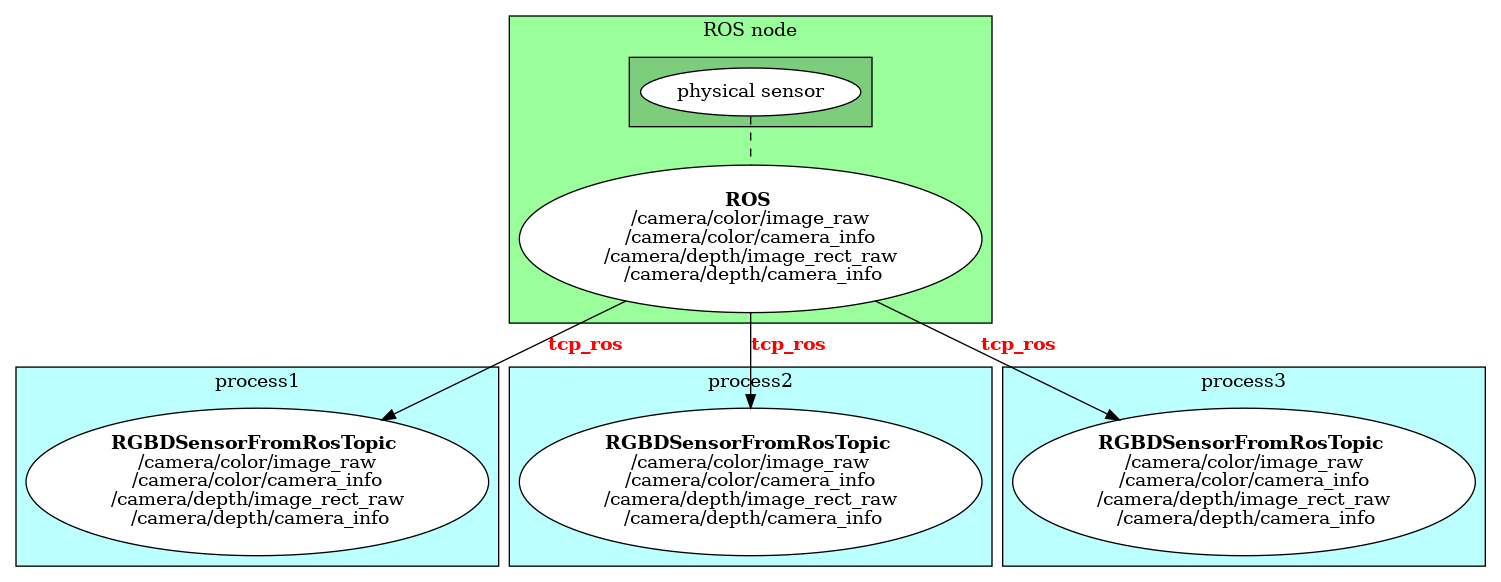 ROS node
physical sensor
ROS
/camera/color/image_raw
/camera/color/camera_info
/camera/depth/image_rect_raw
/camera/depth/camera_info
tcp_ros
tcp_ros
tcp_ros
process1
RGBDSensorFromRosTopic
/camera/color/image_raw
/camera/color/camera_info
/camera/depth/image_rect_raw
/camera/depth/camera_info
process2
RGBDSensorFromRosTopic
/camera/color/image_raw
/camera/color/camera_info
/camera/depth/image_rect_raw
/camera/depth/camera_info
process3
RGBDSensorFromRosTopic
/camera/color/image_raw
/camera/color/camera_info
/camera/depth/image_rect_raw
/camera/depth/camera_info